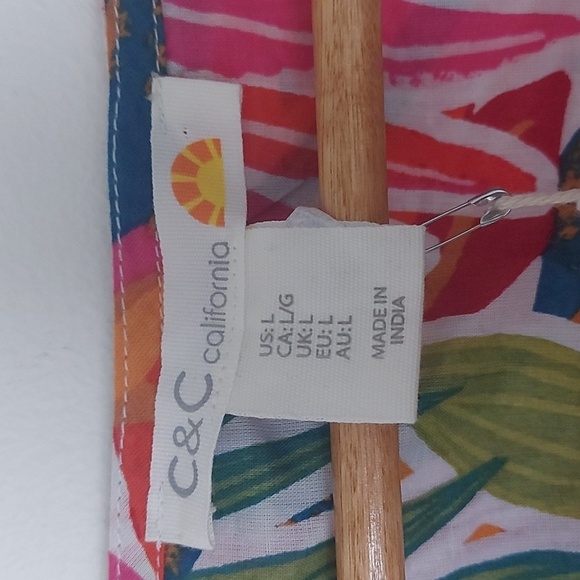 C&C california
US: L
CA: L/G
UK: L
EU: L
AU: L
MADE IN
INDIA